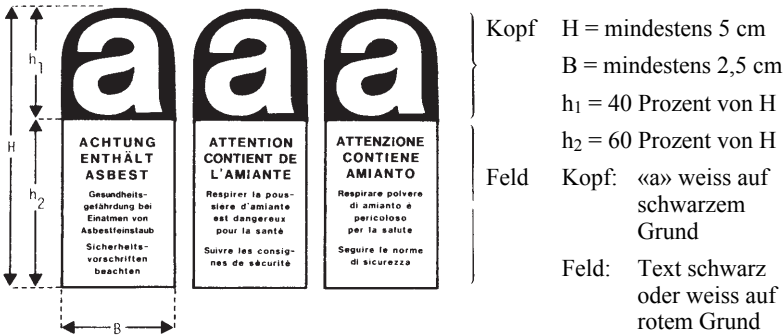 H
h1
h2
B
a
ACHTUNG
ENTHÄLT
ASBEST
Gesundheits-
gefährdung bei
Einatmen von
Asbestfeinstaub
Sicherheits-
vorschriften
beachten
a
ATTENTION
CONTIENT DE
L'AMIANTE
Respirer la pous-
sière d'amiante
est dangereux
pour la santé
Suivre les consig-
nes de sécurité
a
ATTENZIONE
CONTIENE
AMIANTO
Respirare polvere
di amianto è
pericoloso
per la salute
Seguire le norme
di sicurezza
Kopf
H = mindestens 5 cm
B = mindestens 2,5 cm
h1 = 40 Prozent von H
h2 = 60 Prozent von H
Feld
Kopf: «a» weiss auf
schwarzem
Grund
Feld: Text schwarz
oder weiss auf
rotem Grund